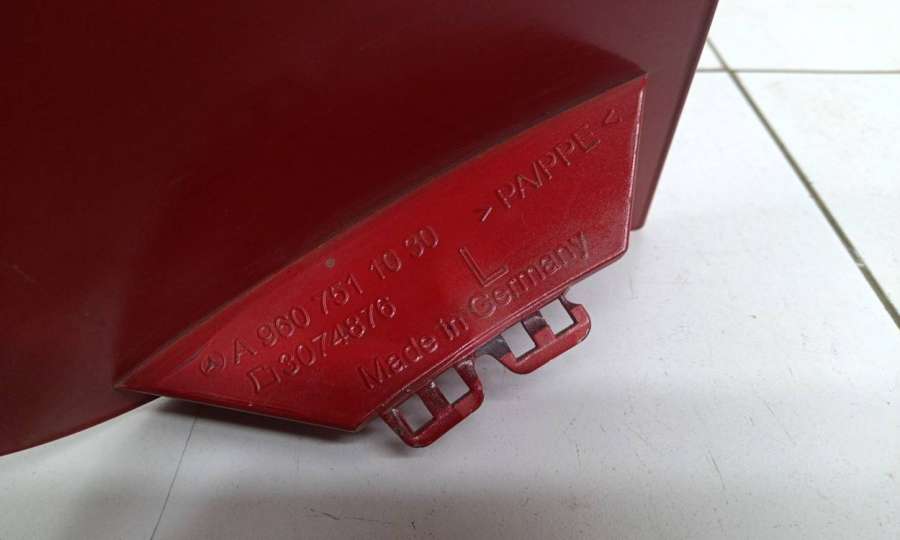 A 960 751 10 30
3074876
> PA/PPE <
L
Made in Germany